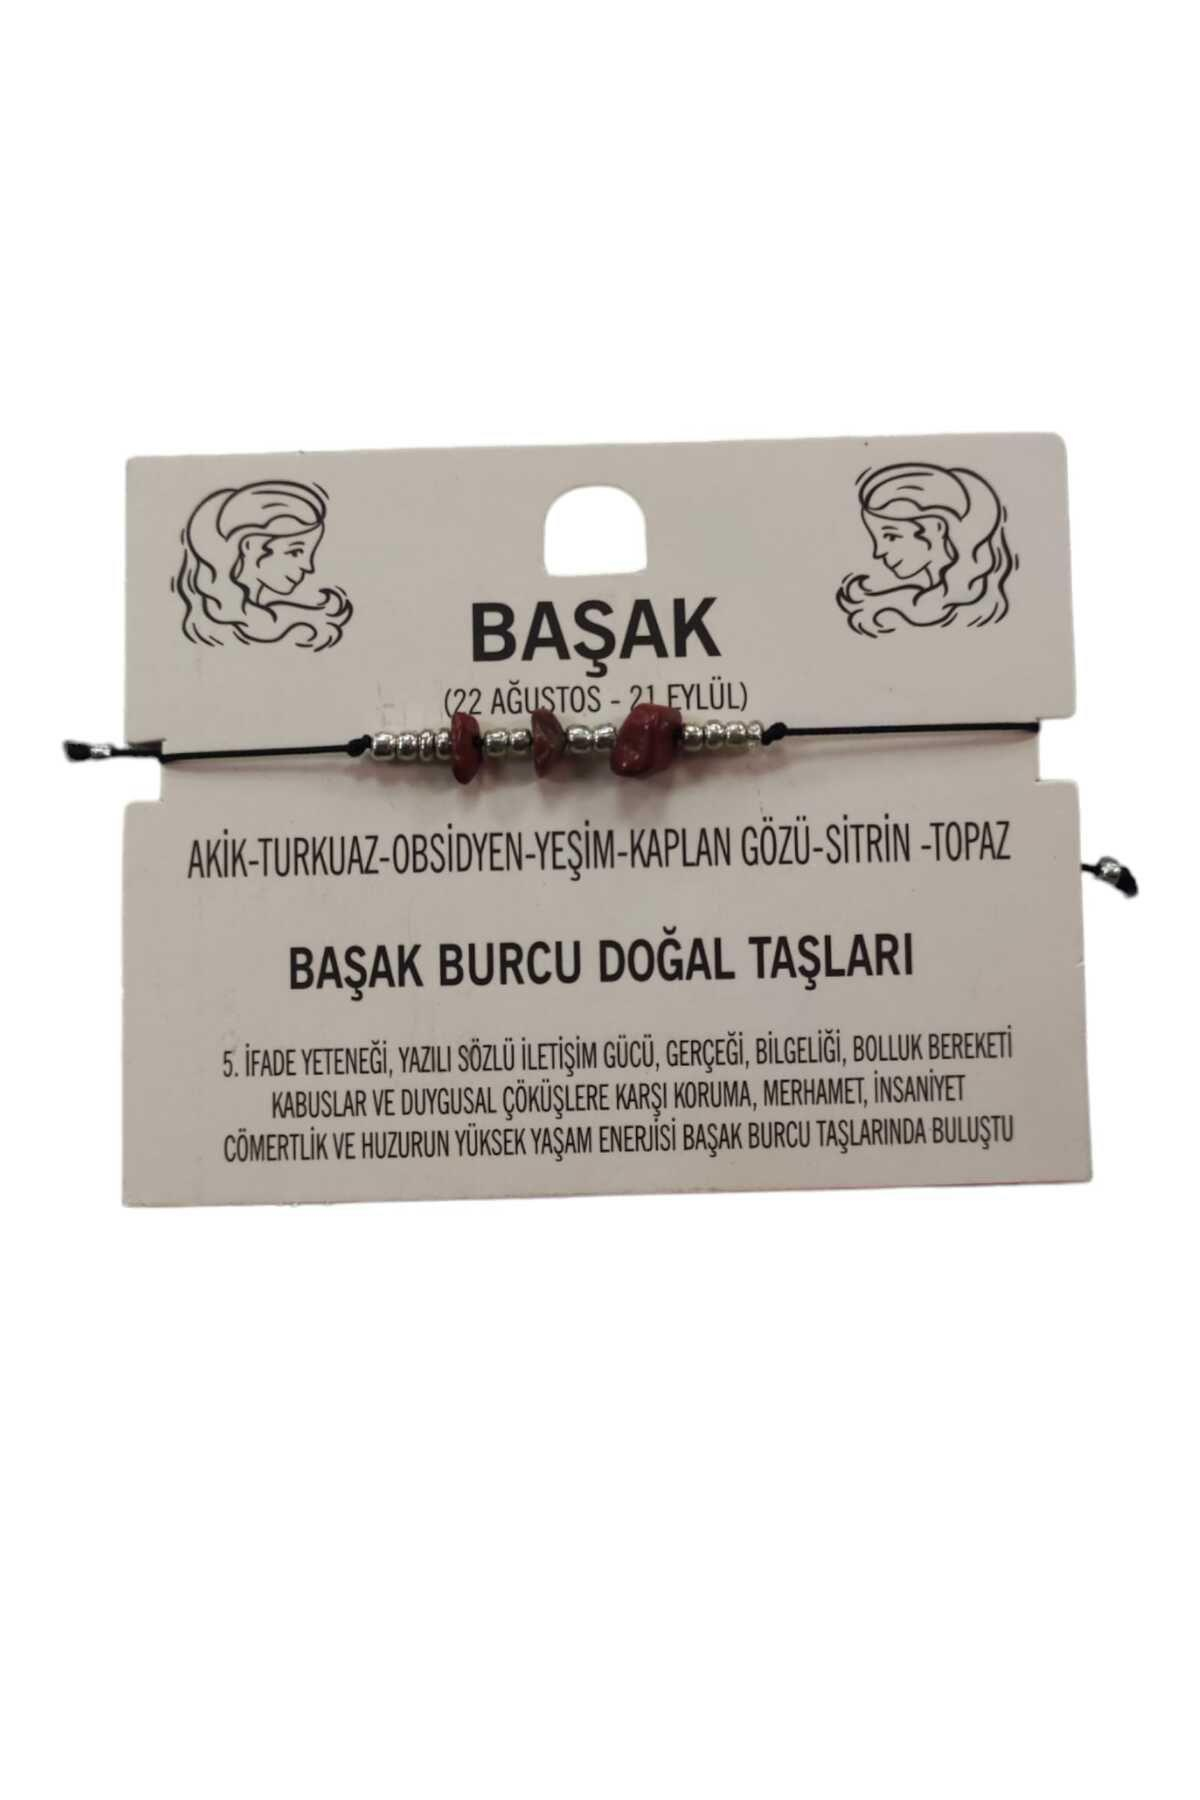 BAŞAK
(22 AĞUSTOS - 21 EYLÜL)
AKİK-TURKUAZ-OBSİDYEN-YEŞİM-KAPLAN GÖZÜ-SİTRİN -TOPAZ
BAŞAK BURCU DOĞAL TAŞLARI
5. İFADE YETENEĞİ, YAZILI SÖZLÜ İLETİŞİM GÜCÜ, GERÇEĞİ, BİLGELİĞİ, BOLLUK BEREKETİ
KABUSLAR VE DUYGUSAL ÇÖKÜŞLERE KARŞI KORUMA, MERHAMET, İNSANİYET
CÖMERTLİK VE HUZURUN YÜKSEK YAŞAM ENERJİSİ BAŞAK BURCU TAŞLARINDA BULUŞTU